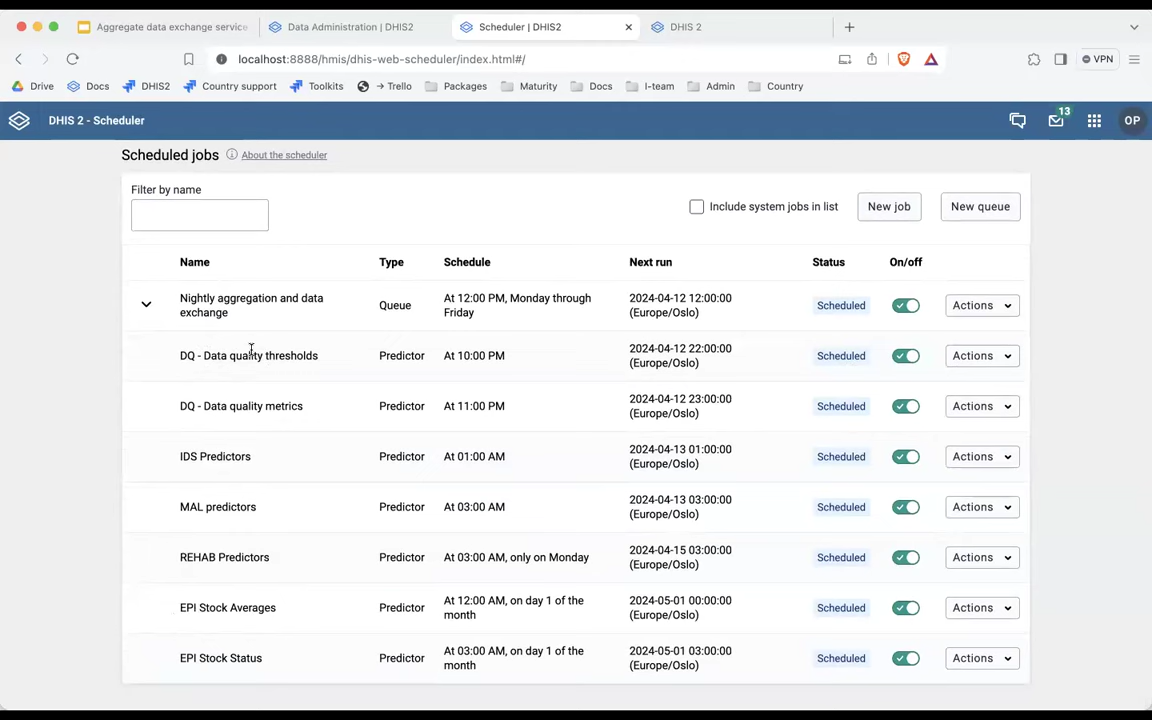 Aggregate data exchange service
Data Administration | DHIS2
Scheduler | DHIS2
DHIS 2
localhost:8888/hmis/dhis-web-scheduler/index.html#/
VPN
Drive
Docs
DHIS2
Country support
Toolkits
→ Trello
Packages
Maturity
Docs
I-team
Admin
Country
DHIS 2 - Scheduler
13
OP
Scheduled jobs
About the scheduler
Filter by name
Include system jobs in list
New job
New queue
Name Type Schedule Next run Status On/off
Nightly aggregation and data
exchange
Queue
At 12:00 PM, Monday through
Friday
2024-04-12 12:00:00
(Europe/Oslo)
Scheduled
Actions
DQ - Data quality thresholds
Predictor
At 10:00 PM
2024-04-12 22:00:00
(Europe/Oslo)
Scheduled
Actions
DQ - Data quality metrics
Predictor
At 11:00 PM
2024-04-12 23:00:00
(Europe/Oslo)
Scheduled
Actions
IDS Predictors
Predictor
At 01:00 AM
2024-04-13 01:00:00
(Europe/Oslo)
Scheduled
Actions
MAL predictors
Predictor
At 03:00 AM
2024-04-13 03:00:00
(Europe/Oslo)
Scheduled
Actions
REHAB Predictors
Predictor
At 03:00 AM, only on Monday
2024-04-15 03:00:00
(Europe/Oslo)
Scheduled
Actions
EPI Stock Averages
Predictor
At 12:00 AM, on day 1 of the
month
2024-05-01 00:00:00
(Europe/Oslo)
Scheduled
Actions
EPI Stock Status
Predictor
At 03:00 AM, on day 1 of the
month
2024-05-01 03:00:00
(Europe/Oslo)
Scheduled
Actions